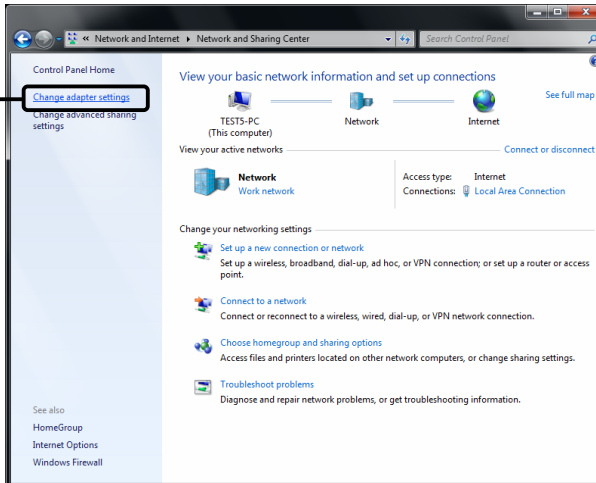 « Network and Internet ▸ Network and Sharing Center
Search Control Panel
Control Panel Home
Change adapter settings
Change advanced sharing
settings
View your basic network information and set up connections
See full map
TEST5-PC
(This computer)
Network
Internet
View your active networks
Connect or disconnect
Network
Work network
Access type: Internet
Connections: Local Area Connection
Change your networking settings
Set up a new connection or network
Set up a wireless, broadband, dial-up, ad hoc, or VPN connection; or set up a router or access
point.
Connect to a network
Connect or reconnect to a wireless, wired, dial-up, or VPN network connection.
Choose homegroup and sharing options
Access files and printers located on other network computers, or change sharing settings.
Troubleshoot problems
Diagnose and repair network problems, or get troubleshooting information.
See also
HomeGroup
Internet Options
Windows Firewall